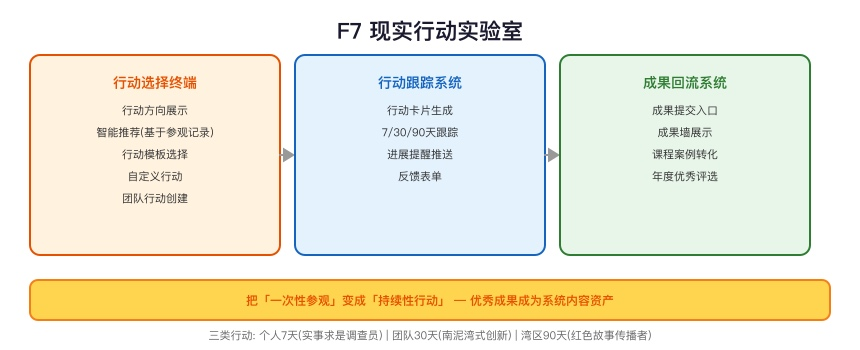 F7 现实行动实验室
行动选择终端
行动方向展示
智能推荐(基于参观记录)
行动模板选择
自定义行动
团队行动创建
行动跟踪系统
行动卡片生成
7/30/90天跟踪
进展提醒推送
反馈表单
成果回流系统
成果提交入口
成果墙展示
课程案例转化
年度优秀评选
把「一次性参观」变成「持续性行动」 — 优秀成果成为系统内容资产
三类行动: 个人7天(实事求是调查员) | 团队30天(南泥湾式创新) | 湾区90天(红色故事传播者)